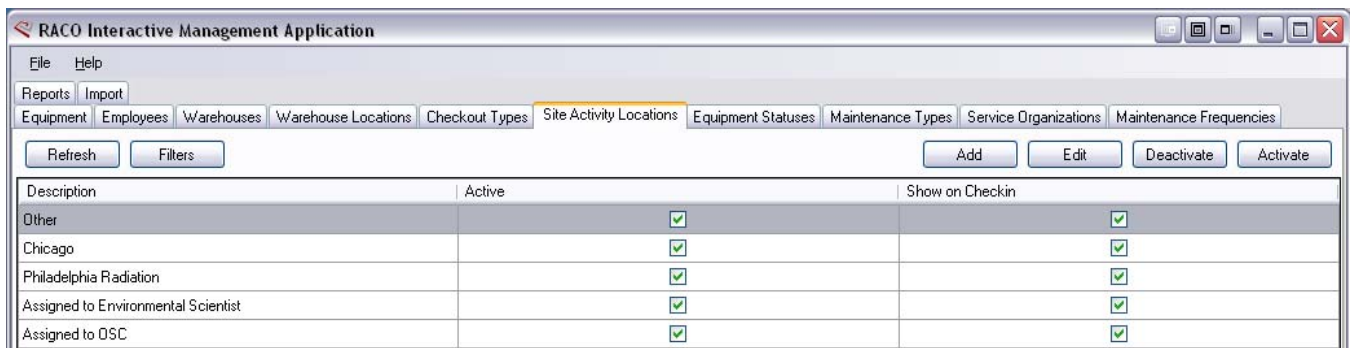 RACO Interactive Management Application
File Help
Reports Import
Equipment Employees Warehouses Warehouse Locations Checkout Types Site Activity Locations Equipment Statuses Maintenance Types Service Organizations Maintenance Frequencies
Refresh Filters Add Edit Deactivate Activate
Description Active Show on Checkin
Other
Chicago
Philadelphia Radiation
Assigned to Environmental Scientist
Assigned to OSC